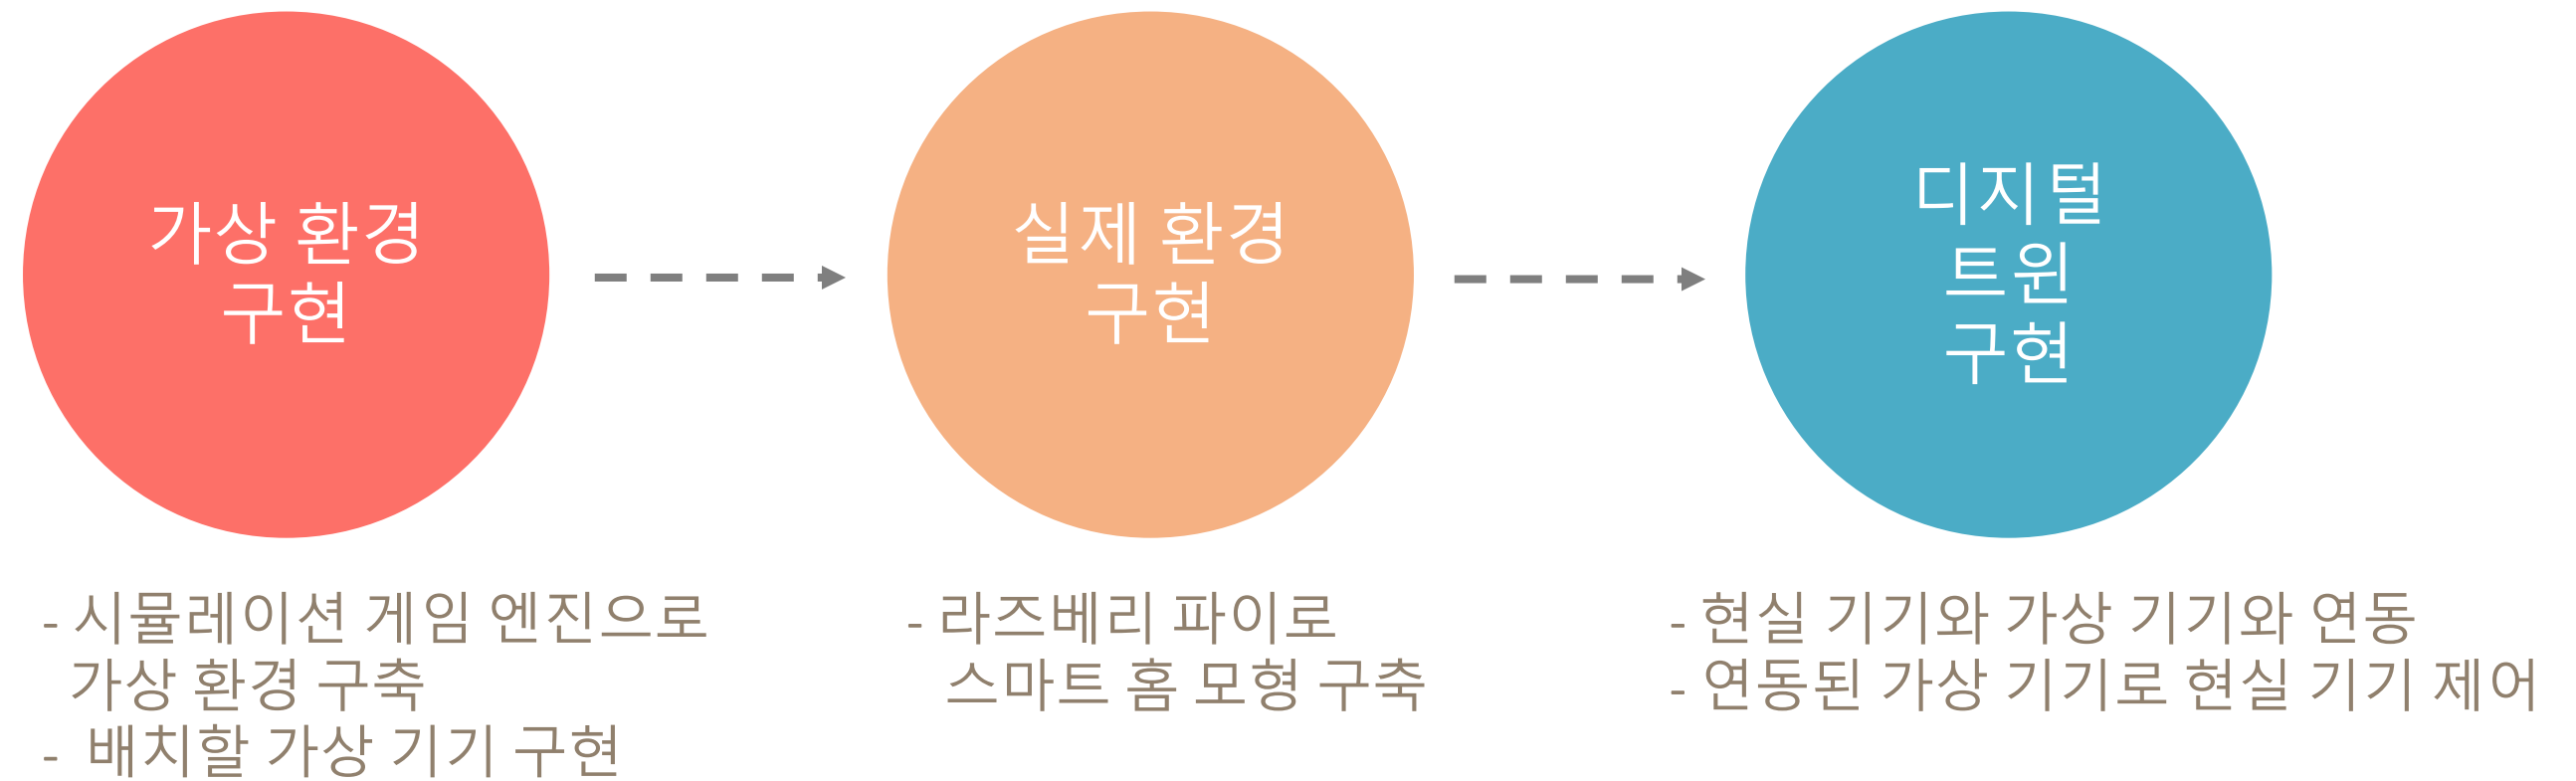 가상 환경
구현
실제 환경
구현
디지털
트윈
구현
- 시뮬레이션 게임 엔진으로
가상 환경 구축
- 배치할 가상 기기 구현
- 라즈베리 파이로
스마트 홈 모형 구축
- 현실 기기와 가상 기기와 연동
- 연동된 가상 기기로 현실 기기 제어